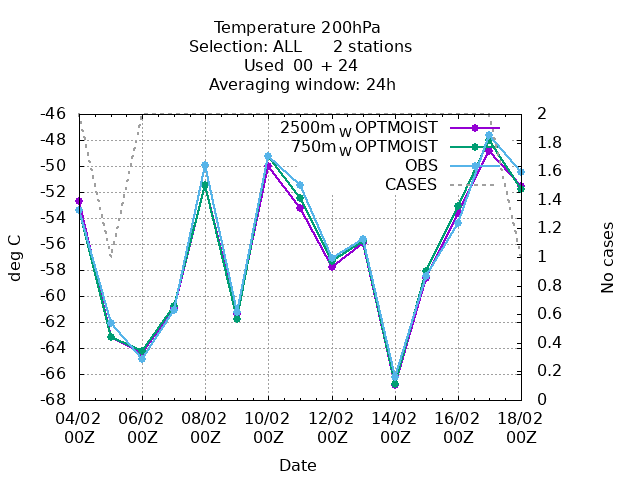 Temperature 200hPa
Selection: ALL 2 stations
Used 00 + 24
Averaging window: 24h
2500m W OPTMOIST
750m W OPTMOIST
OBS
CASES
-46
-48
-50
-52
-54
-56
-58
-60
-62
-64
-66
-68
deg C
2
1.8
1.6
1.4
1.2
1
0.8
0.6
0.4
0.2
0
No cases
04/02 06/02 08/02 10/02 12/02 14/02 16/02 18/02
00Z 00Z 00Z 00Z 00Z 00Z 00Z 00Z
Date